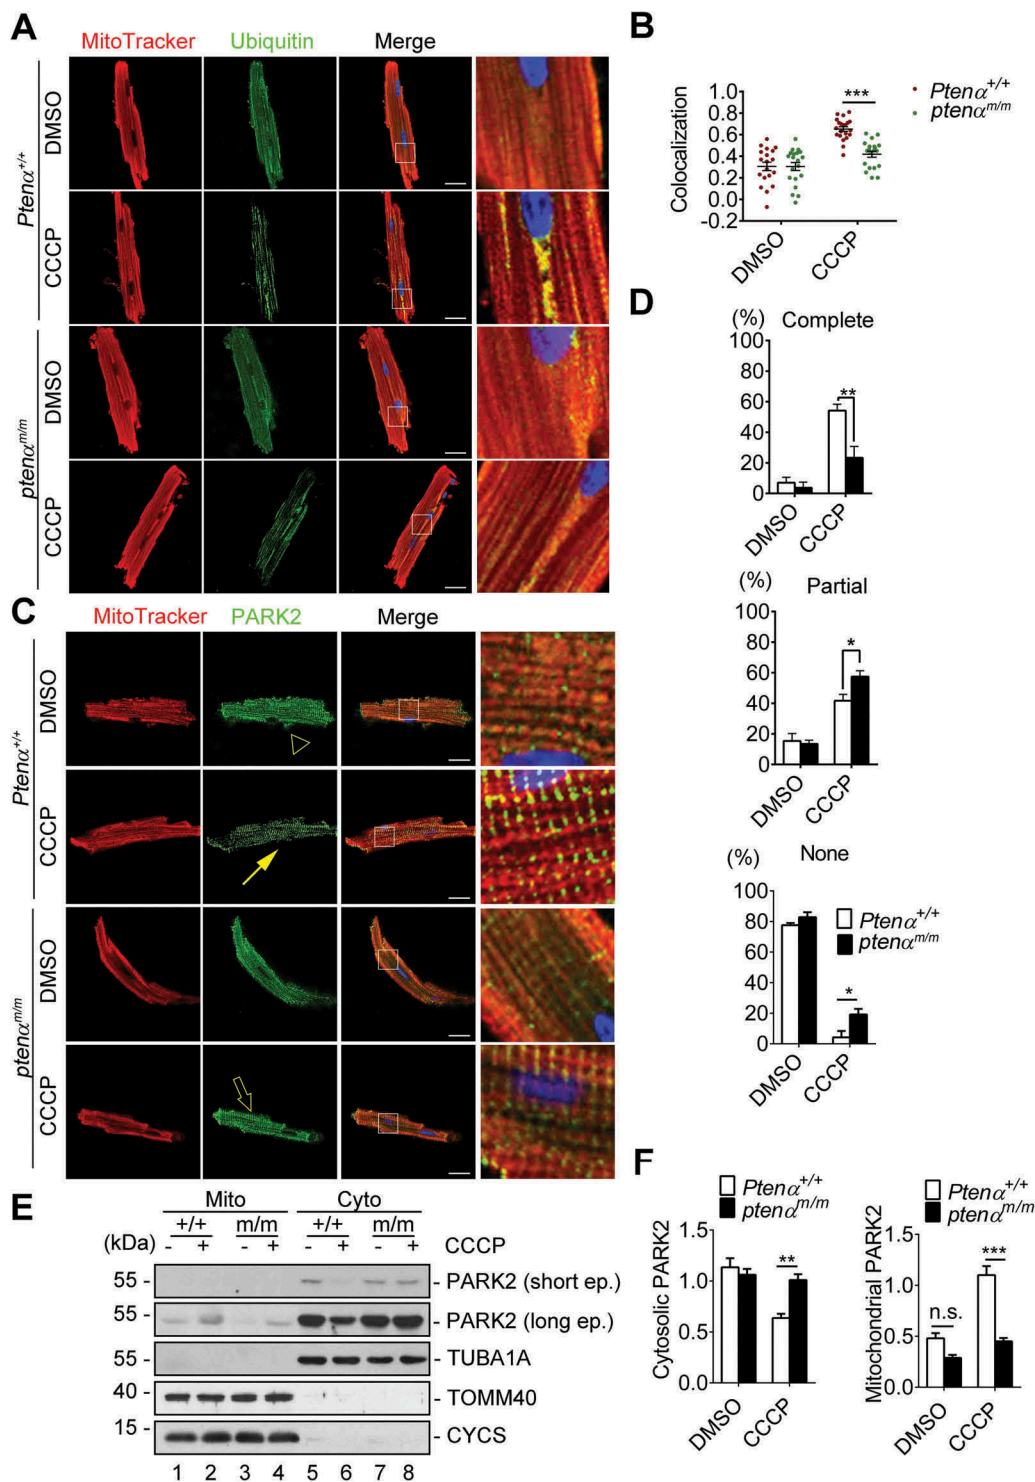 A
MitoTracker Ubiquitin Merge
Ptenα+/+
DMSO
CCCP
ptenα m/m
DMSO
CCCP
B
Colocalization
1.0
0.8
0.6
0.4
0.2
0.0
-0.2
***
Ptenα+/+
ptenα m/m
DMSO CCCP
C
MitoTracker PARK2 Merge
Ptenα+/+
DMSO
CCCP
ptenα m/m
DMSO
CCCP
D
(%) Complete
100
80
60
40
20
0
**
DMSO CCCP
(%) Partial
100
80
60
40
20
0
*
DMSO CCCP
(%) None
100
80
60
40
20
0
Ptenα+/+
ptenα m/m
*
DMSO CCCP
E
Mito Cyto
+/+ m/m +/+ m/m
(kDa) - + - + - + - + CCCP
55 - - PARK2 (short ep.)
55 - - PARK2 (long ep.)
55 - - TUBA1A
40 - - TOMM40
15 - - CYCS
1 2 3 4 5 6 7 8
F
Ptenα+/+
ptenα m/m
Cytosolic PARK2
1.5
1.0
0.5
0.0
**
DMSO CCCP
Ptenα+/+
ptenα m/m
Mitochondrial PARK2
1.5
1.0
0.5
0.0
n.s.
***
DMSO CCCP